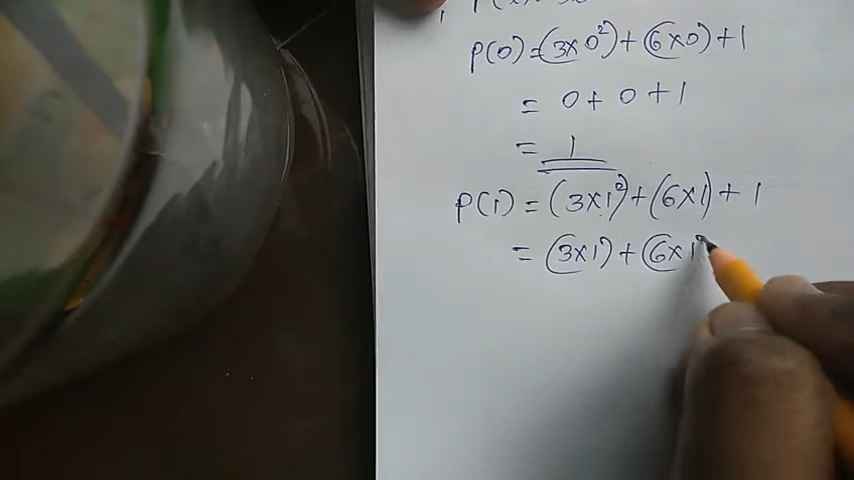 P(0) = (3×0²)+(6×0)+1
= 0+0+1
= 1
P(1) = (3×1²)+(6×1)+1
= (3×1)+(6×1